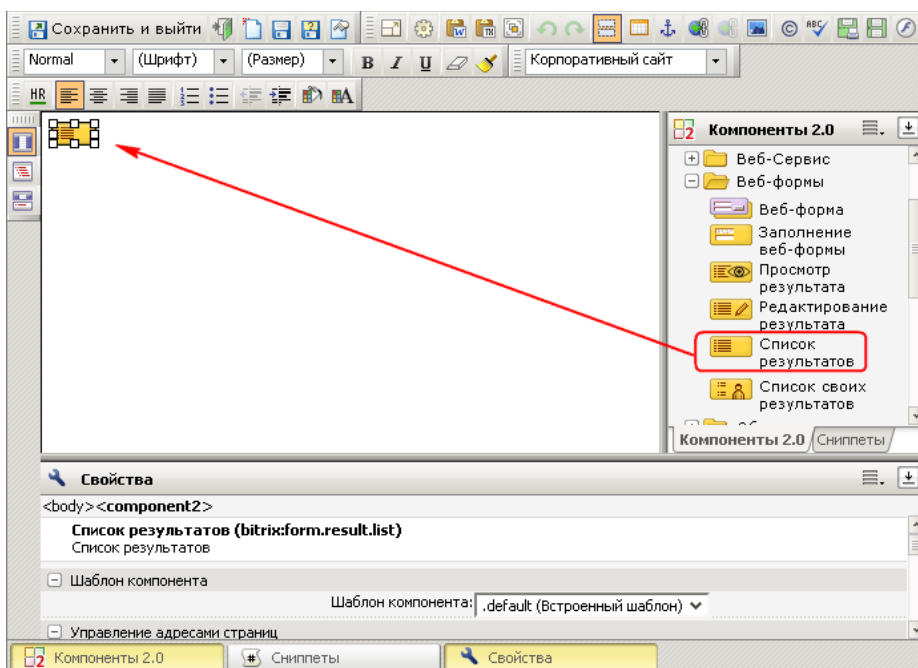 Сохранить и выйти
Normal (Шрифт) (Размер) B I U Корпоративный сайт
HR
Компоненты 2.0
Веб-Сервис
Веб-формы
Веб-форма
Заполнение
веб-формы
Просмотр
результата
Редактирование
результата
Список
результатов
Список своих
результатов
Компоненты 2.0 Сниппеты
Свойства
<body><component2>
Список результатов (bitrix:form.result.list)
Список результатов
Шаблон компонента
Шаблон компонента: .default (Встроенный шаблон)
Управление адресами страниц
Компоненты 2.0 Сниппеты Свойства